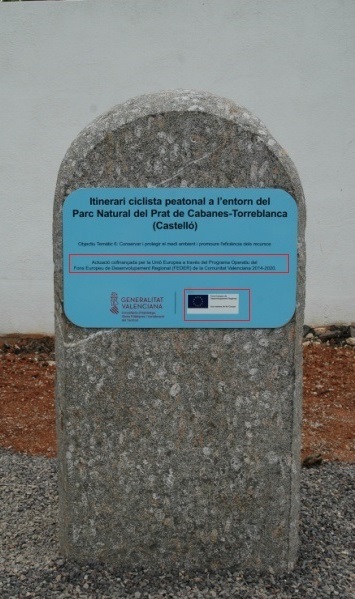 Itinerari ciclista peatonal a l'entorn del
Parc Natural del Prat de Cabanes-Torreblanca
(Castelló)
Objectiu Temàtic 6: Conservar i protegir el medi ambient i promoure l'eficiència dels recursos.
Actuació cofinançada per la Unió Europea a través del Programa Operatiu del
Fons Europeu de Desenvolupament Regional (FEDER) de la Comunitat Valenciana 2014-2020.
GENERALITAT
VALENCIANA